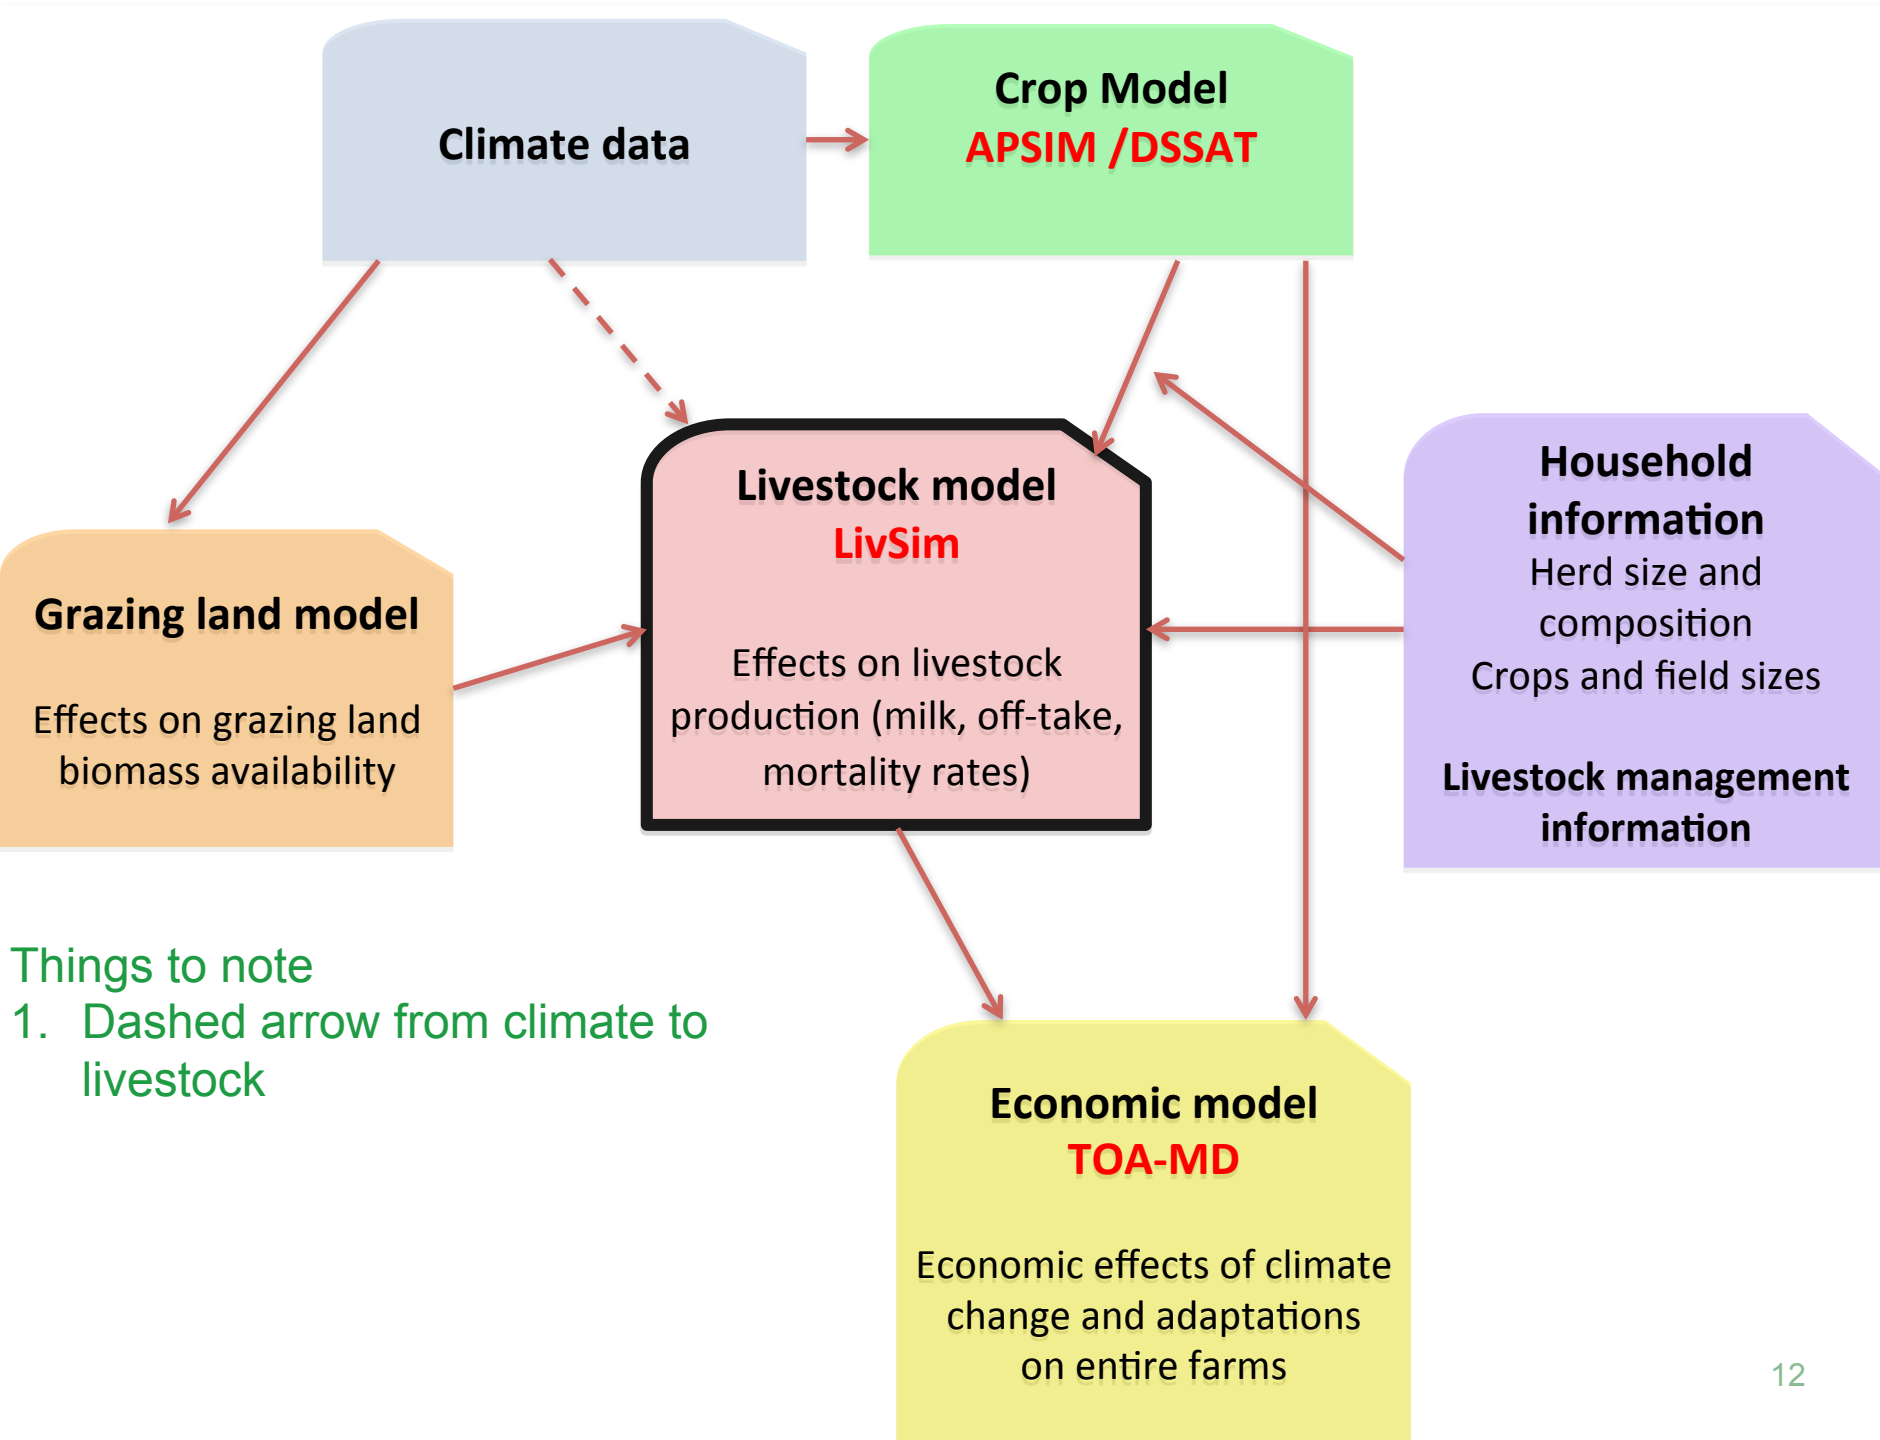 Climate data
Crop Model
APSIM /DSSAT
Livestock model
LivSim
Effects on livestock
production (milk, off-take,
mortality rates)
Household
information
Herd size and
composition
Crops and field sizes
Livestock management
information
Grazing land model
Effects on grazing land
biomass availability
Things to note
1. Dashed arrow from climate to
livestock
Economic model
TOA-MD
Economic effects of climate
change and adaptations
on entire farms
12